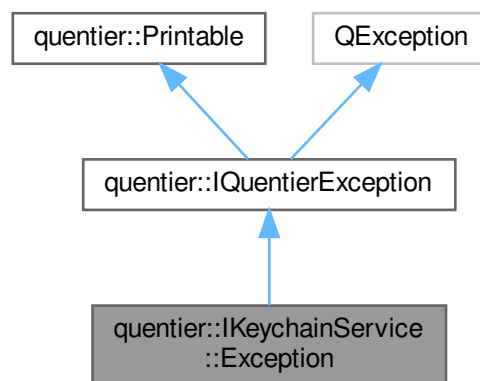 quentier::Printable
QException
quentier::IQuentierException
quentier::IKeychainService
::Exception